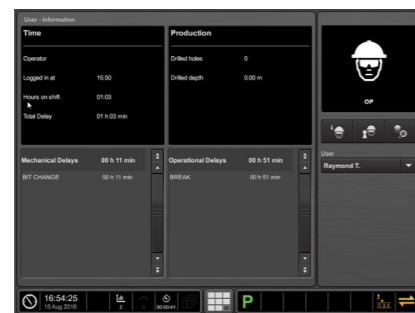 User - Information
Time
Operator
Logged in at 15:50
Hours on shift 01:03
Total Delay 01 h 03 min
Production
Drilled holes 0
Drilled depth 0.00 m
OP
User
Raymond T.
Mechanical Delays 00 h 11 min
BIT CHANGE 00 h 11 min
Operational Delays 00 h 51 min
BREAK 00 h 51 min
16:54:25
15 Aug 2016
2
00:00:41
P